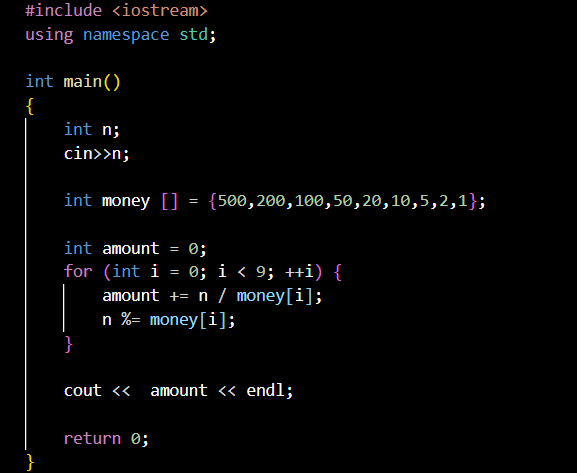 #include <iostream>
using namespace std;
int main()
{
int n;
cin>>n;
int money [] = {500,200,100,50,20,10,5,2,1};
int amount = 0;
for (int i = 0; i < 9; ++i) {
amount += n / money[i];
n %= money[i];
}
cout <<  amount << endl;
return 0;
}